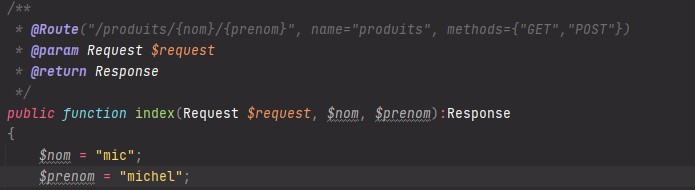 /**
* @Route("/produits/{nom}/{prenom}", name="produits", methods={"GET","POST"})
* @param Request $request
* @return Response
*/
public function index(Request $request, $nom, $prenom):Response
{
$nom = "mic";
$prenom = "michel";